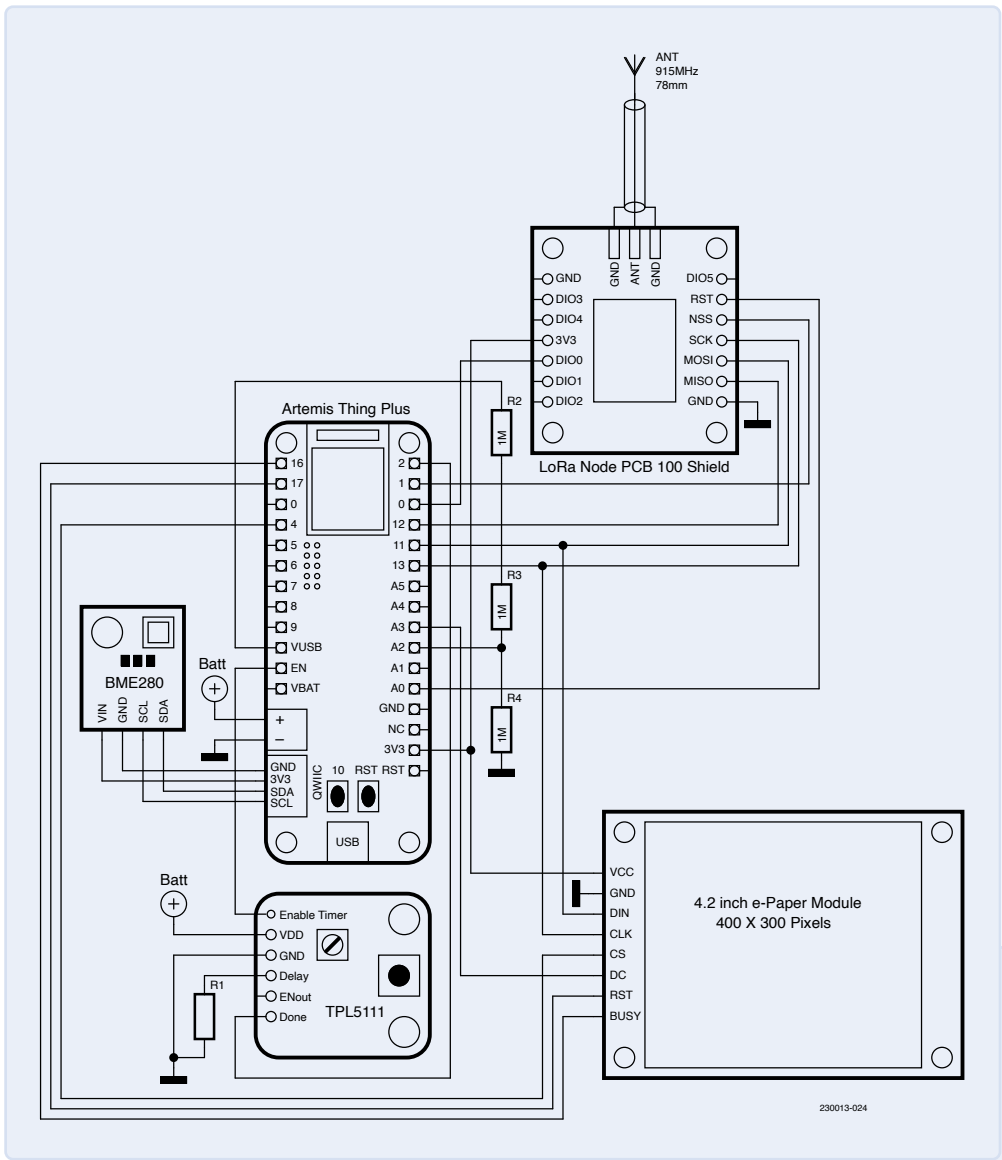 ANT
915MHz
78mm
GND
ANT
GND
GND
DIO3
DIO4
3V3
DIO0
DIO1
DIO2
DIO5
RST
NSS
SCK
MOSI
MISO
GND
LoRa Node PCB 100 Shield
R2
1M
R3
1M
R4
1M
Artemis Thing Plus
16
17
0
4
5
6
7
8
9
VUSB
EN
VBAT
+
–
GND
3V3
SDA
SCL
QWIIC
10
RST
USB
2
1
0
12
11
13
A5
A4
A3
A2
A1
A0
GND
NC
3V3
RST
BME280
VIN
GND
SCL
SDA
Batt
+
Batt
+
Enable Timer
VDD
GND
Delay
ENout
Done
TPL5111
R1
VCC
GND
DIN
CLK
CS
DC
RST
BUSY
4.2 inch e-Paper Module
400 X 300 Pixels
230013-024